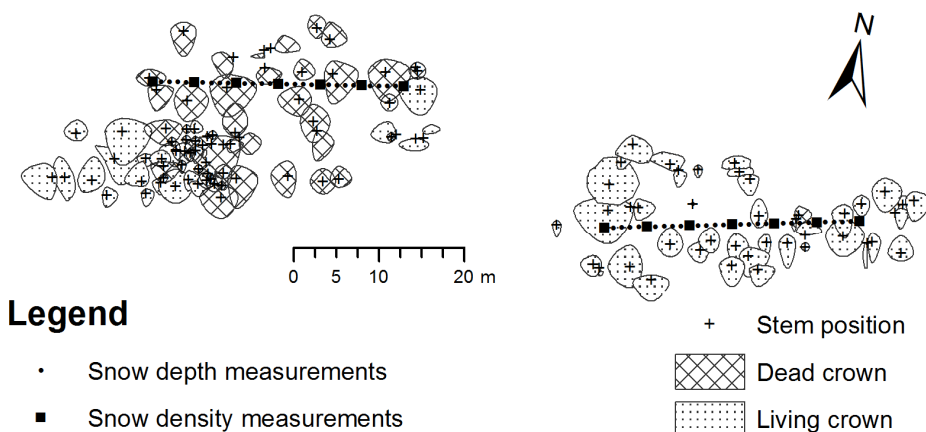 N
0 5 10 20 m
Legend
Snow depth measurements
Snow density measurements
Stem position
Dead crown
Living crown